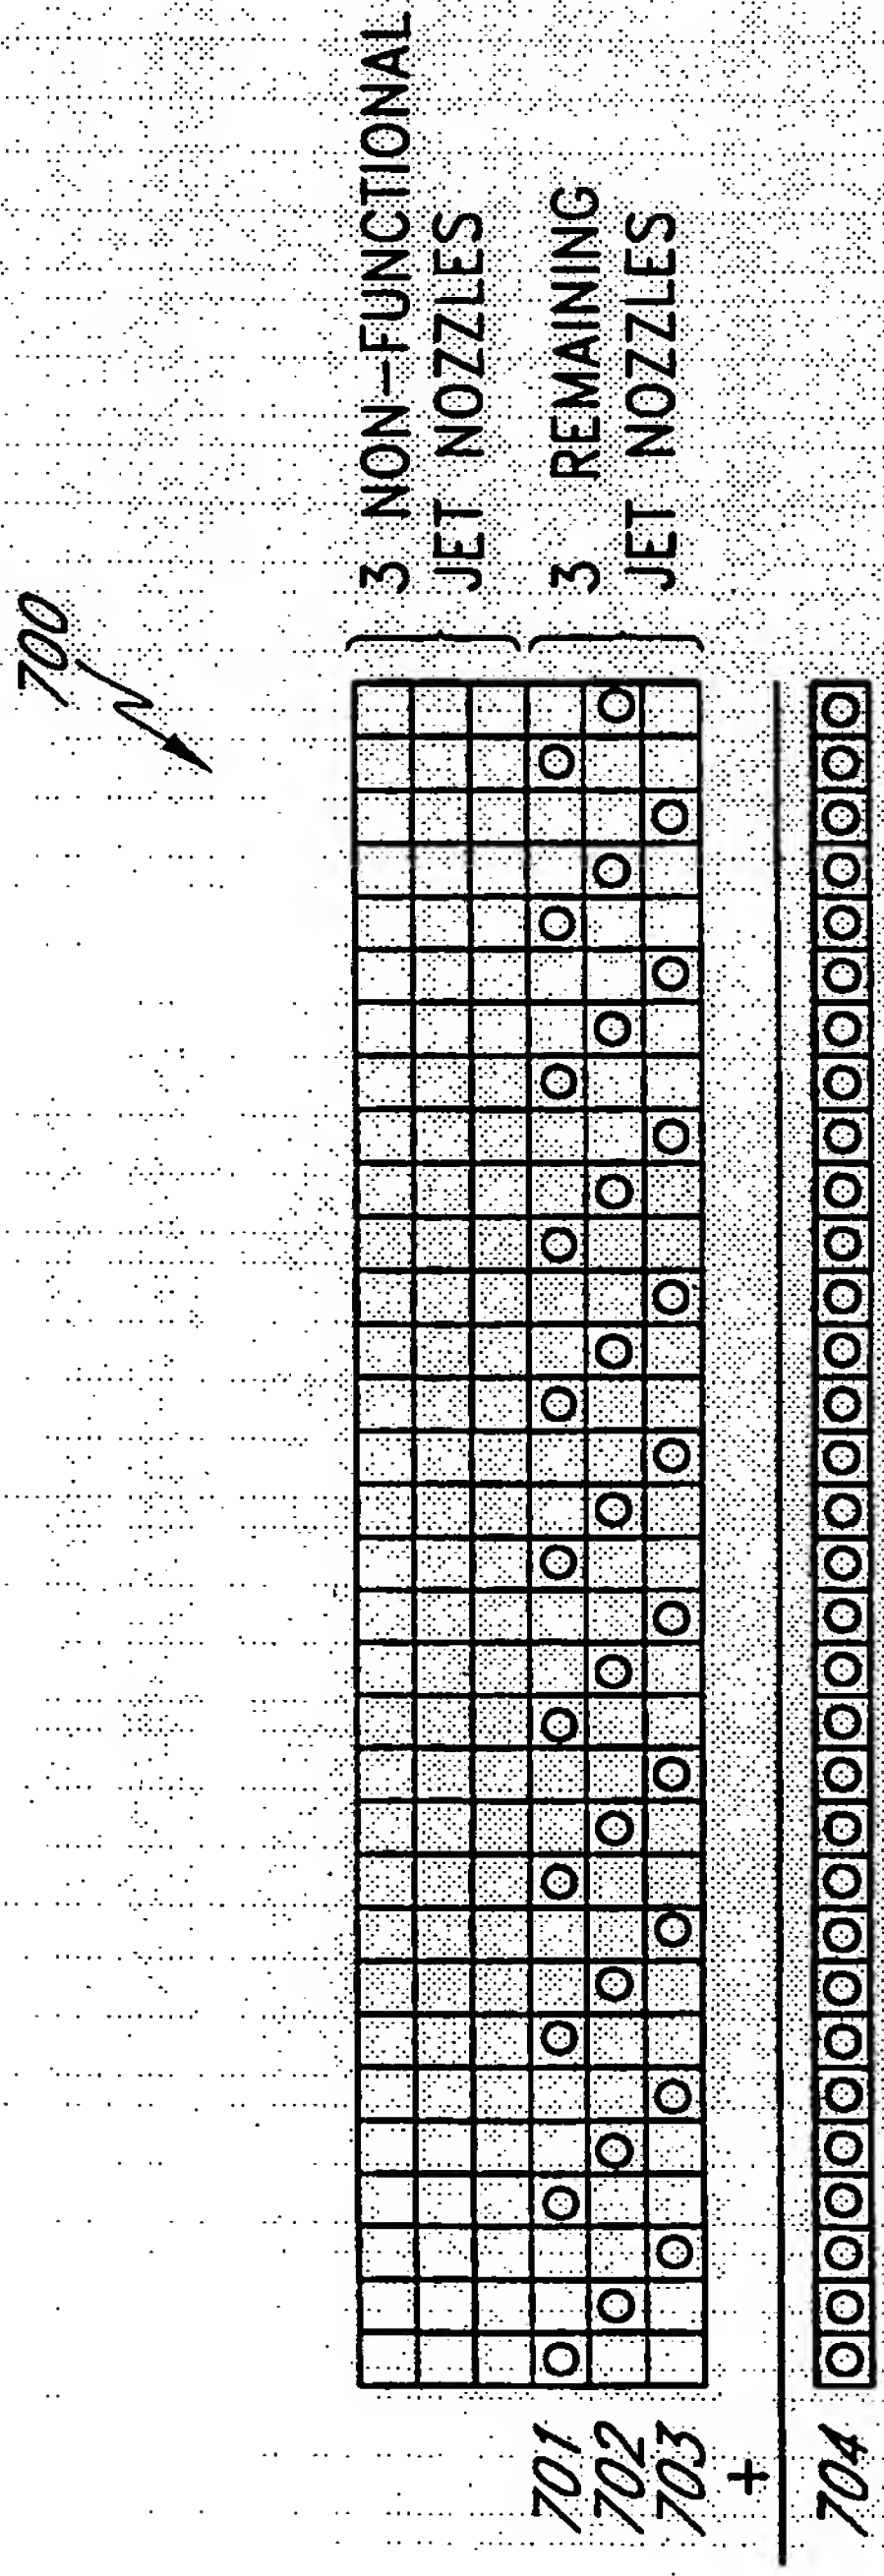 700
3 NON-FUNCTIONAL
JET NOZZLES
3 REMAINING
JET NOZZLES
701
702
703
+
704